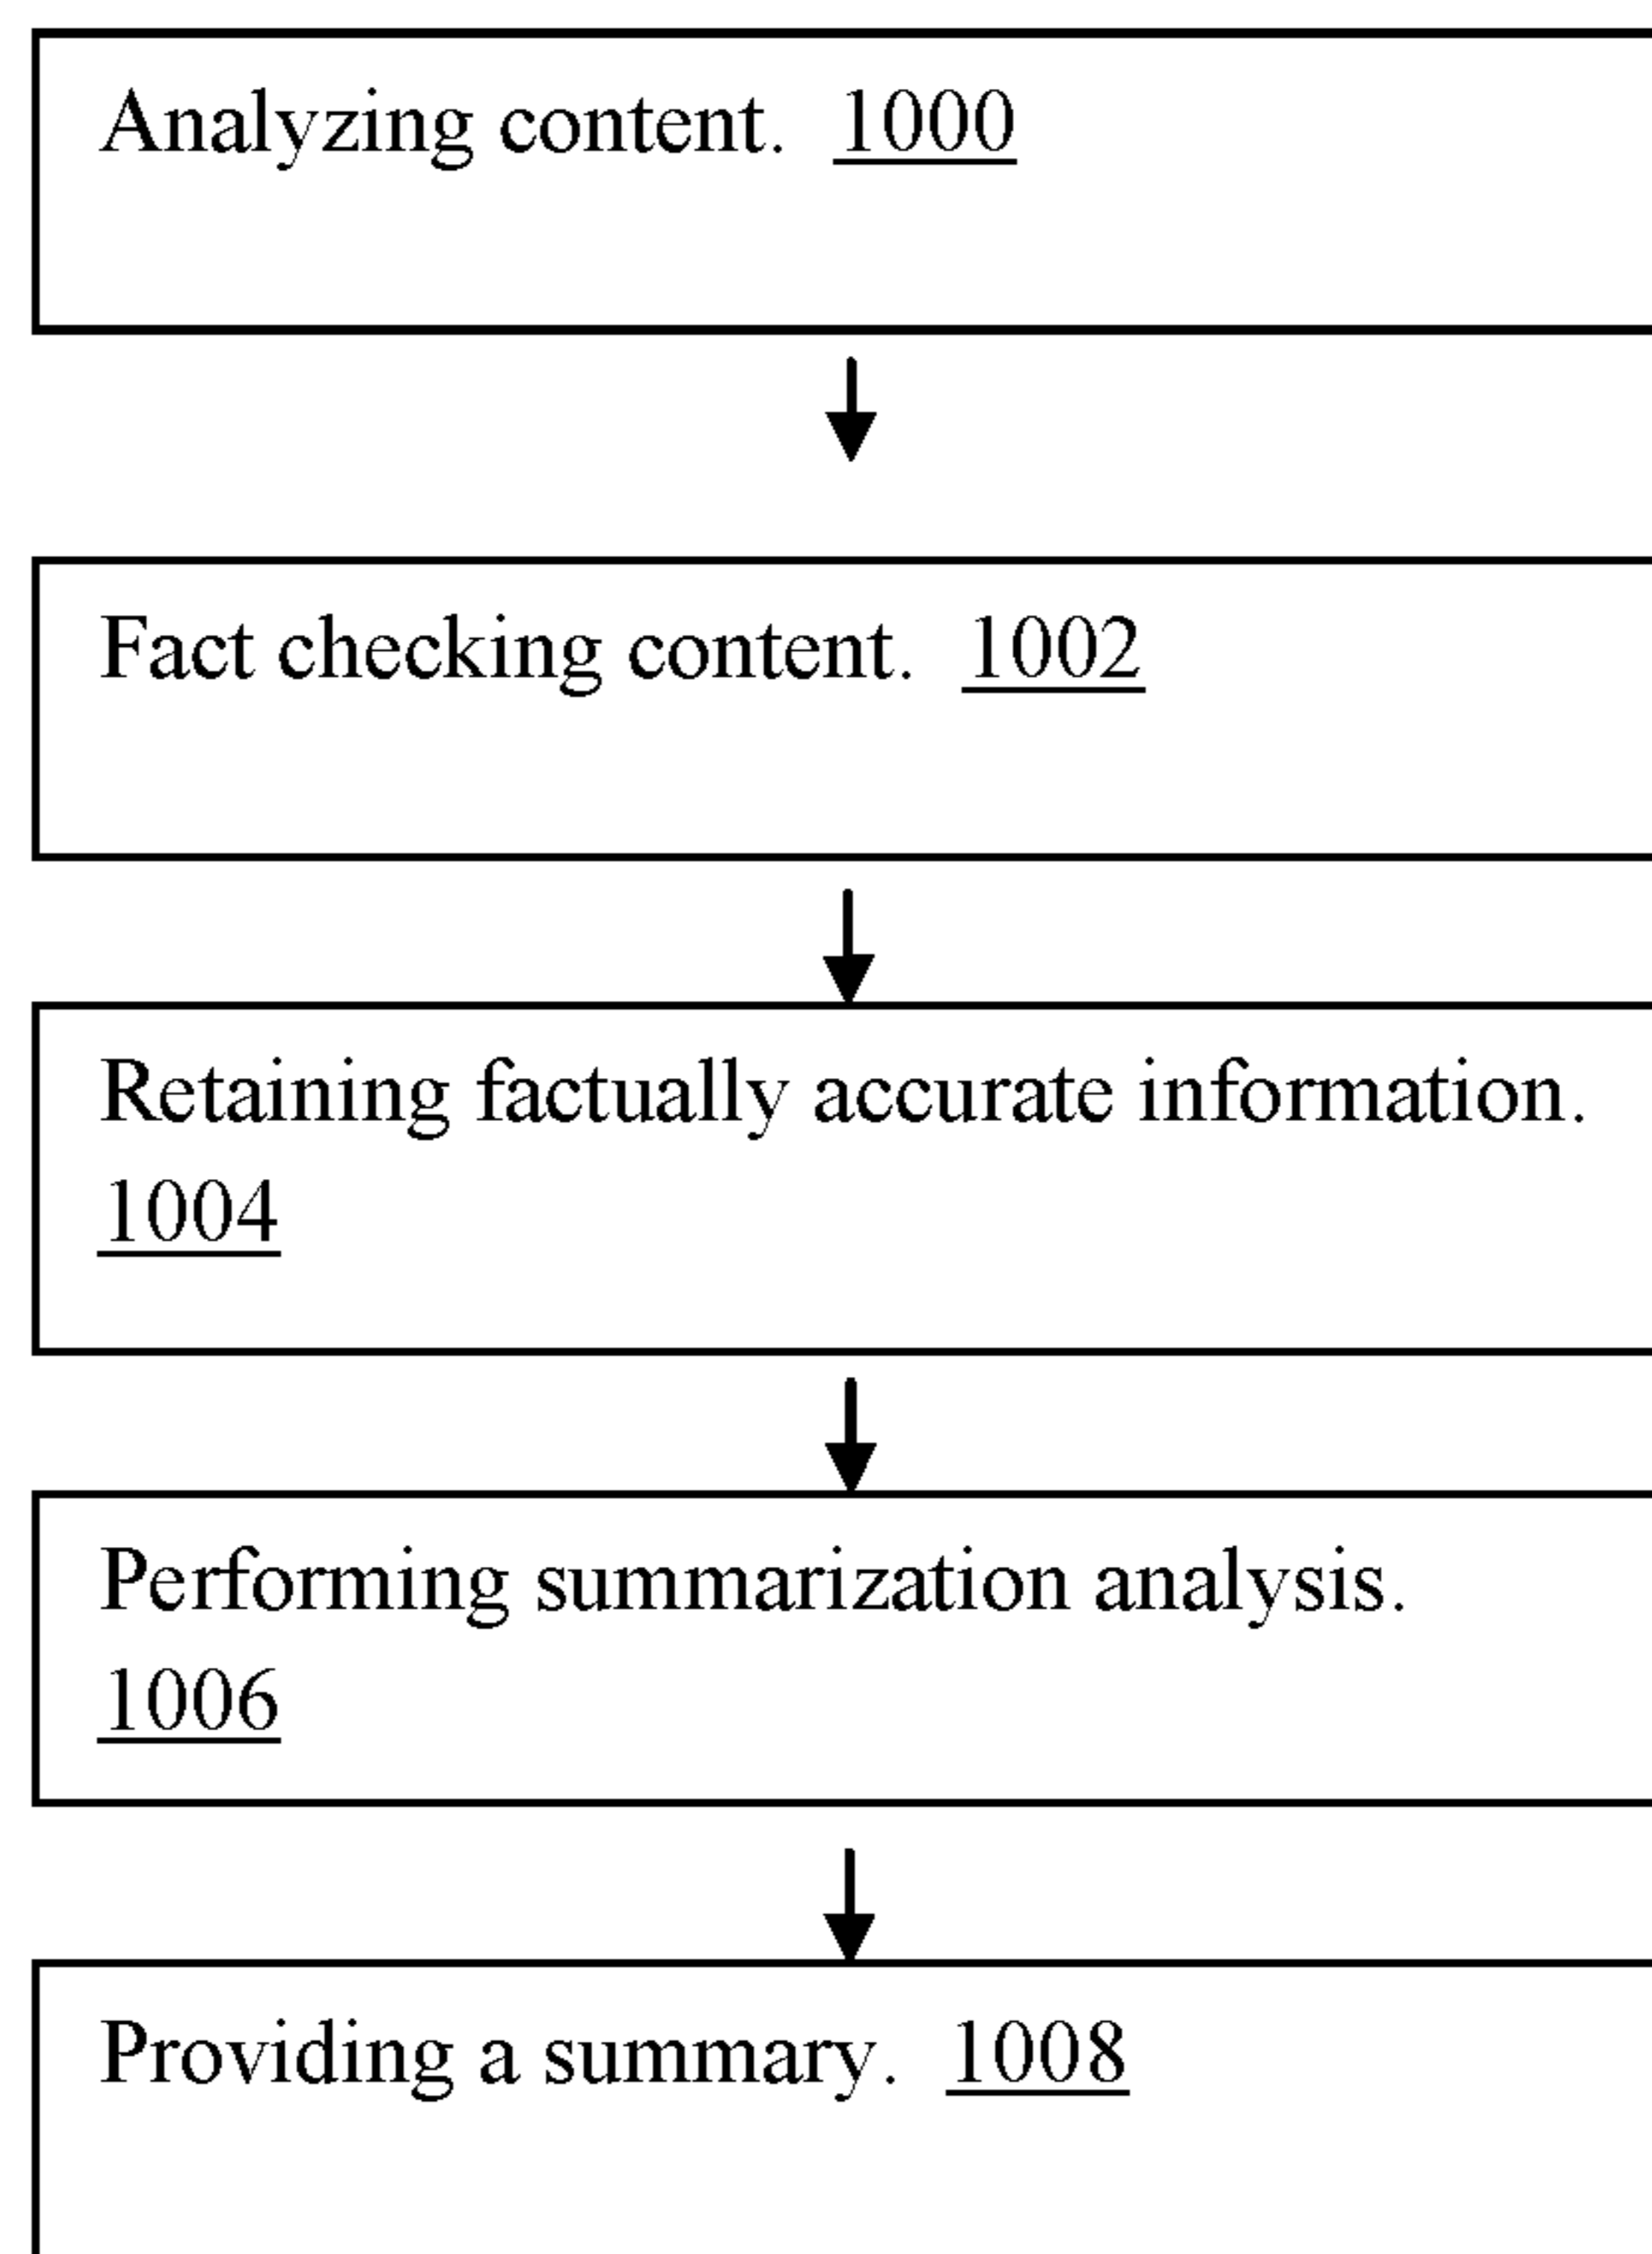 Analyzing content. 1000
Fact checking content. 1002
Retaining factually accurate information.
1004
Performing summarization analysis.
1006
Providing a summary. 1008